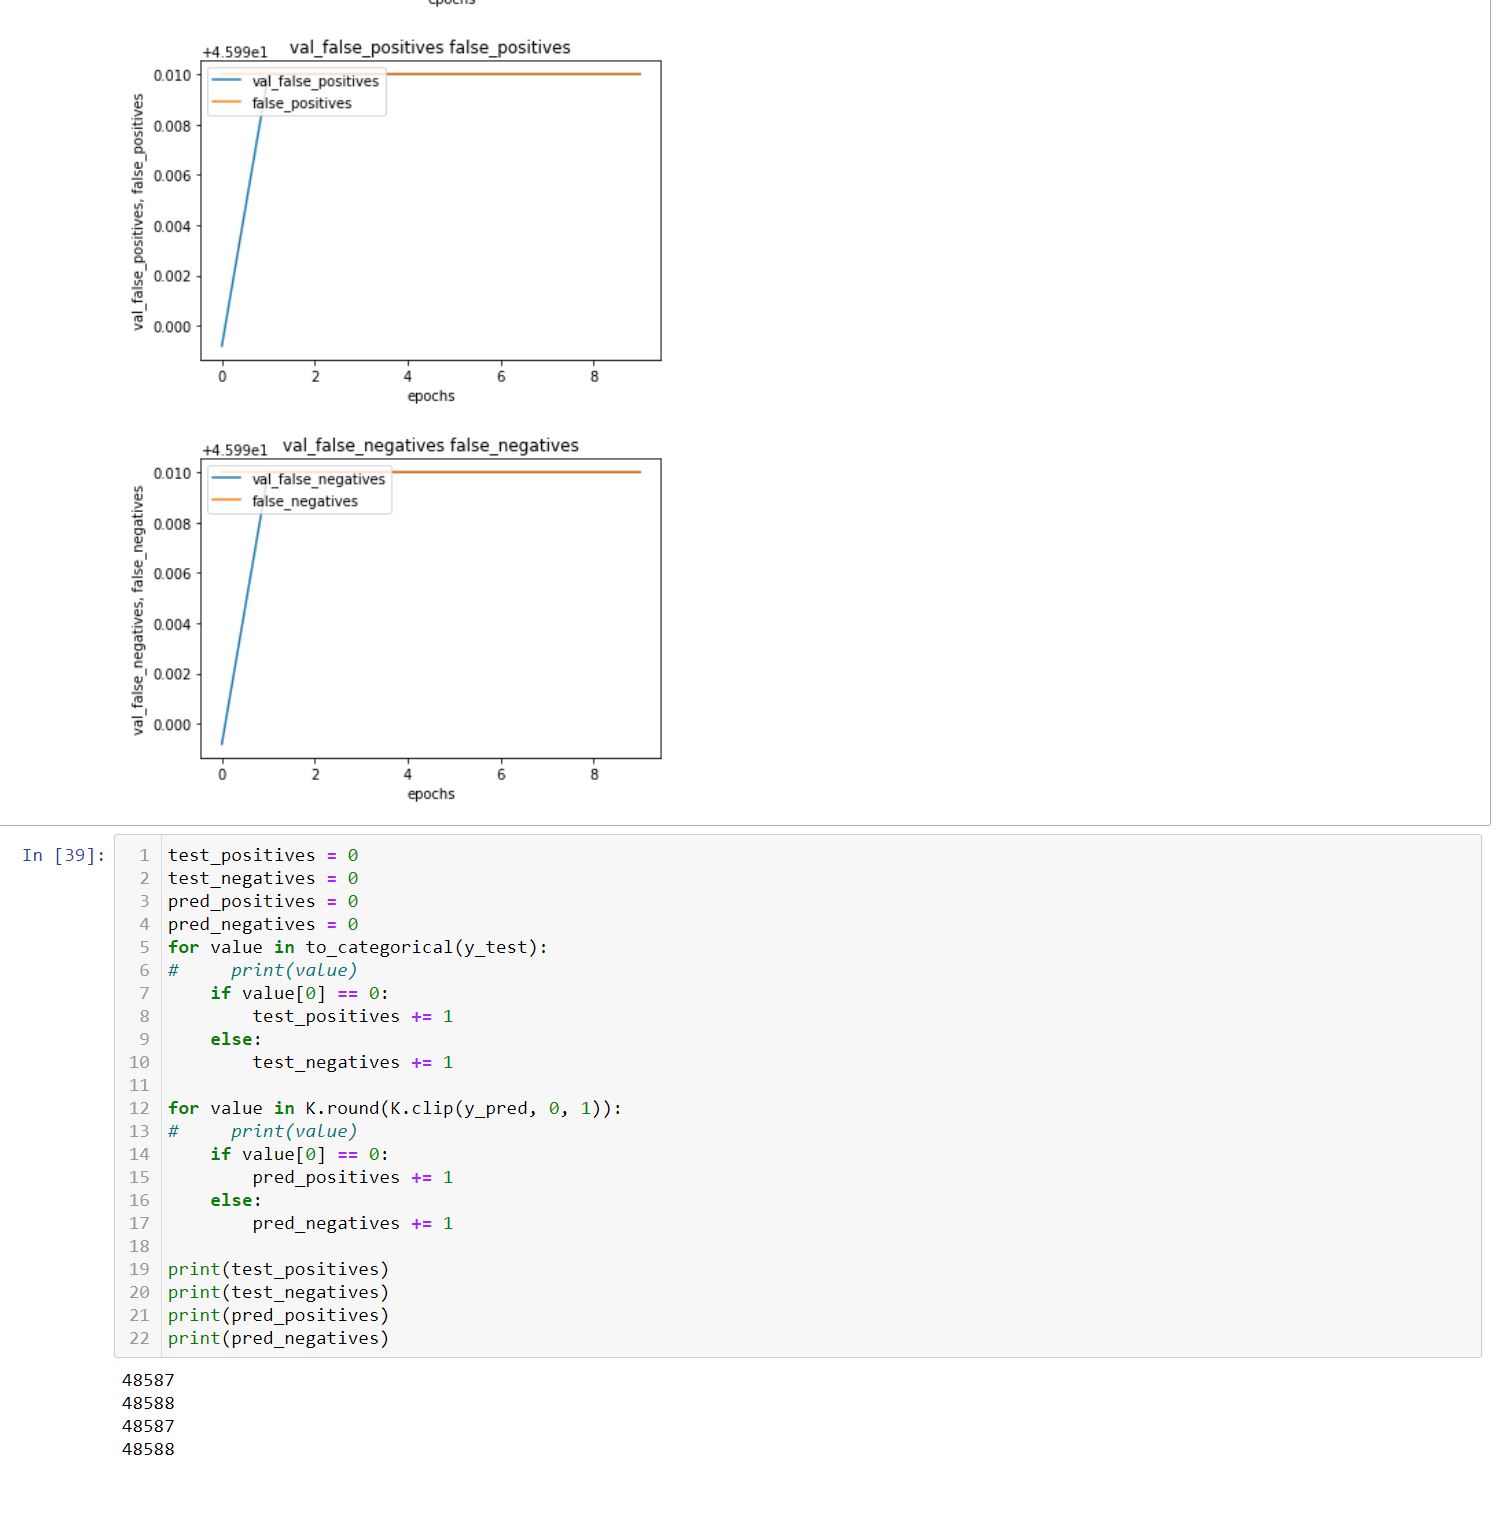 epochs
+4.599e1 val_false_positives false_positives
0.010
0.008
0.006
0.004
0.002
0.000
val_false_positives, false_positives
val_false_positives
false_positives
0 2 4 6 8
epochs
+4.599e1 val_false_negatives false_negatives
0.010
0.008
0.006
0.004
0.002
0.000
val_false_negatives, false_negatives
val_false_negatives
false_negatives
0 2 4 6 8
epochs
In [39]:
1 test_positives = 0
2 test_negatives = 0
3 pred_positives = 0
4 pred_negatives = 0
5 for value in to_categorical(y_test):
6 #     print(value)
7     if value[0] == 0:
8         test_positives += 1
9     else:
10         test_negatives += 1
11
12 for value in K.round(K.clip(y_pred, 0, 1)):
13 #     print(value)
14     if value[0] == 0:
15         pred_positives += 1
16     else:
17         pred_negatives += 1
18
19 print(test_positives)
20 print(test_negatives)
21 print(pred_positives)
22 print(pred_negatives)
48587
48588
48587
48588